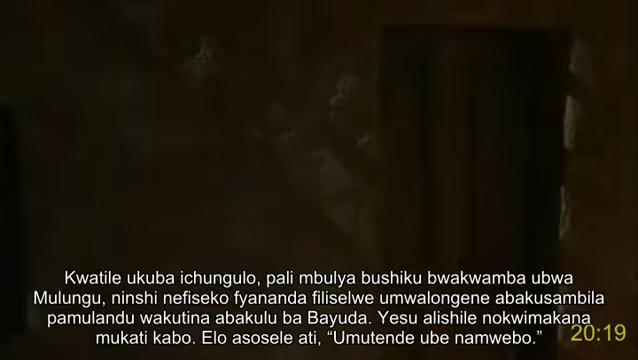 Kwatile ukuba ichungulo, pali mbulya bushiku bwakwamba ubwa
Mulungu, ninshi nefiseko fyananda filiselwe umwalongene abakusambila
pamulandu wakutina abakulu ba Bayuda. Yesu alishile nokwimakana
mukati kabo. Elo asosele ati, “Umutende ube namwebo.”
20:19